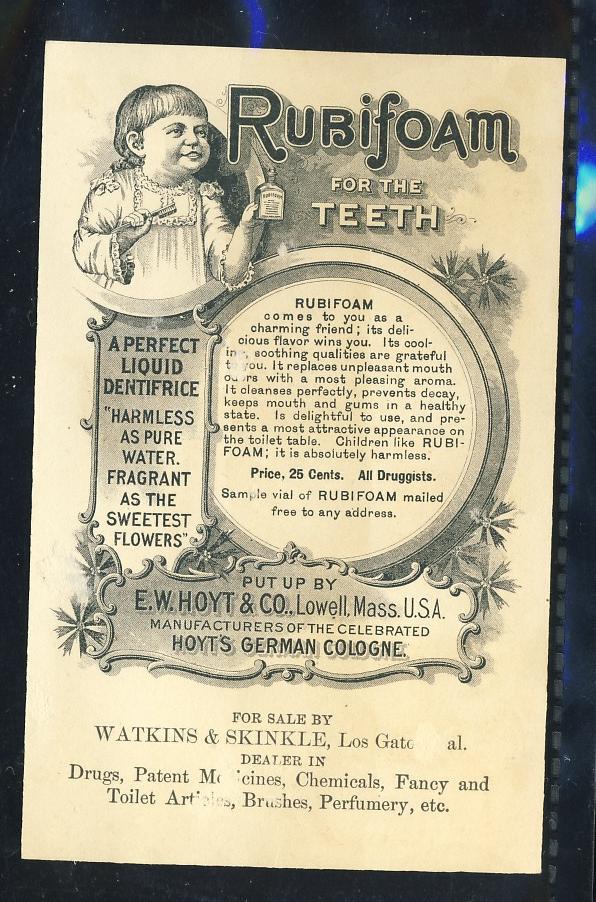 RUBIFOAM
FOR THE
TEETH
A PERFECT
LIQUID
DENTIFRICE
"HARMLESS
AS PURE
WATER.
FRAGRANT
AS THE
SWEETEST
FLOWERS"
RUBIFOAM
comes to you as a
charming friend; its deli-
cious flavor wins you. Its cool-
soothing qualities are grateful
you. It replaces unpleasant mouth
with a most pleasing aroma.
It cleanses perfectly, prevents decay,
keeps mouth and gums in a healthy
state. Is delightful to use, and pre-
sents a most attractive appearance on
the toilet table. Children like RUBI-
FOAM; it is absolutely harmless.
Price, 25 Cents. All Druggists.
Sample vial of RUBIFOAM mailed
free to any address.
PUT UP BY
E.W. HOYT & CO., Lowell, Mass. U.S.A.
MANUFACTURERS OF THE CELEBRATED
HOYT'S GERMAN COLOGNE.
FOR SALE BY
WATKINS & SKINKLE, Los
DEALER IN
Drugs, Patent Chemicals, Fancy and
Toilet Brushes, Perfumery, etc.